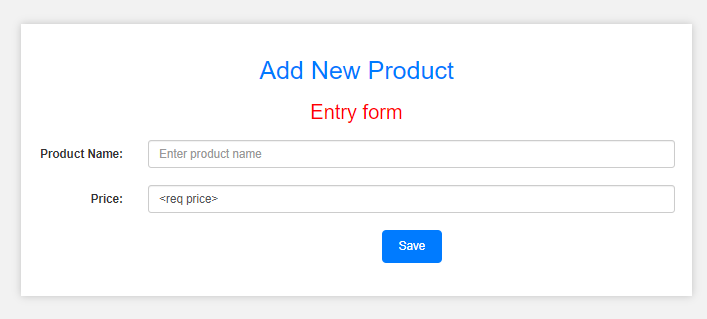 Add New Product
Entry form
Product Name: Enter product name
Price: <req price>
Save